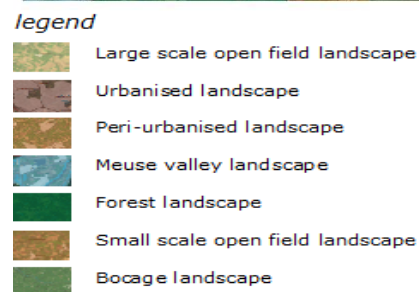 legend
Large scale open field landscape
Urbanised landscape
Peri-urbanised landscape
Meuse valley landscape
Forest landscape
Small scale open field landscape
Bocage landscape